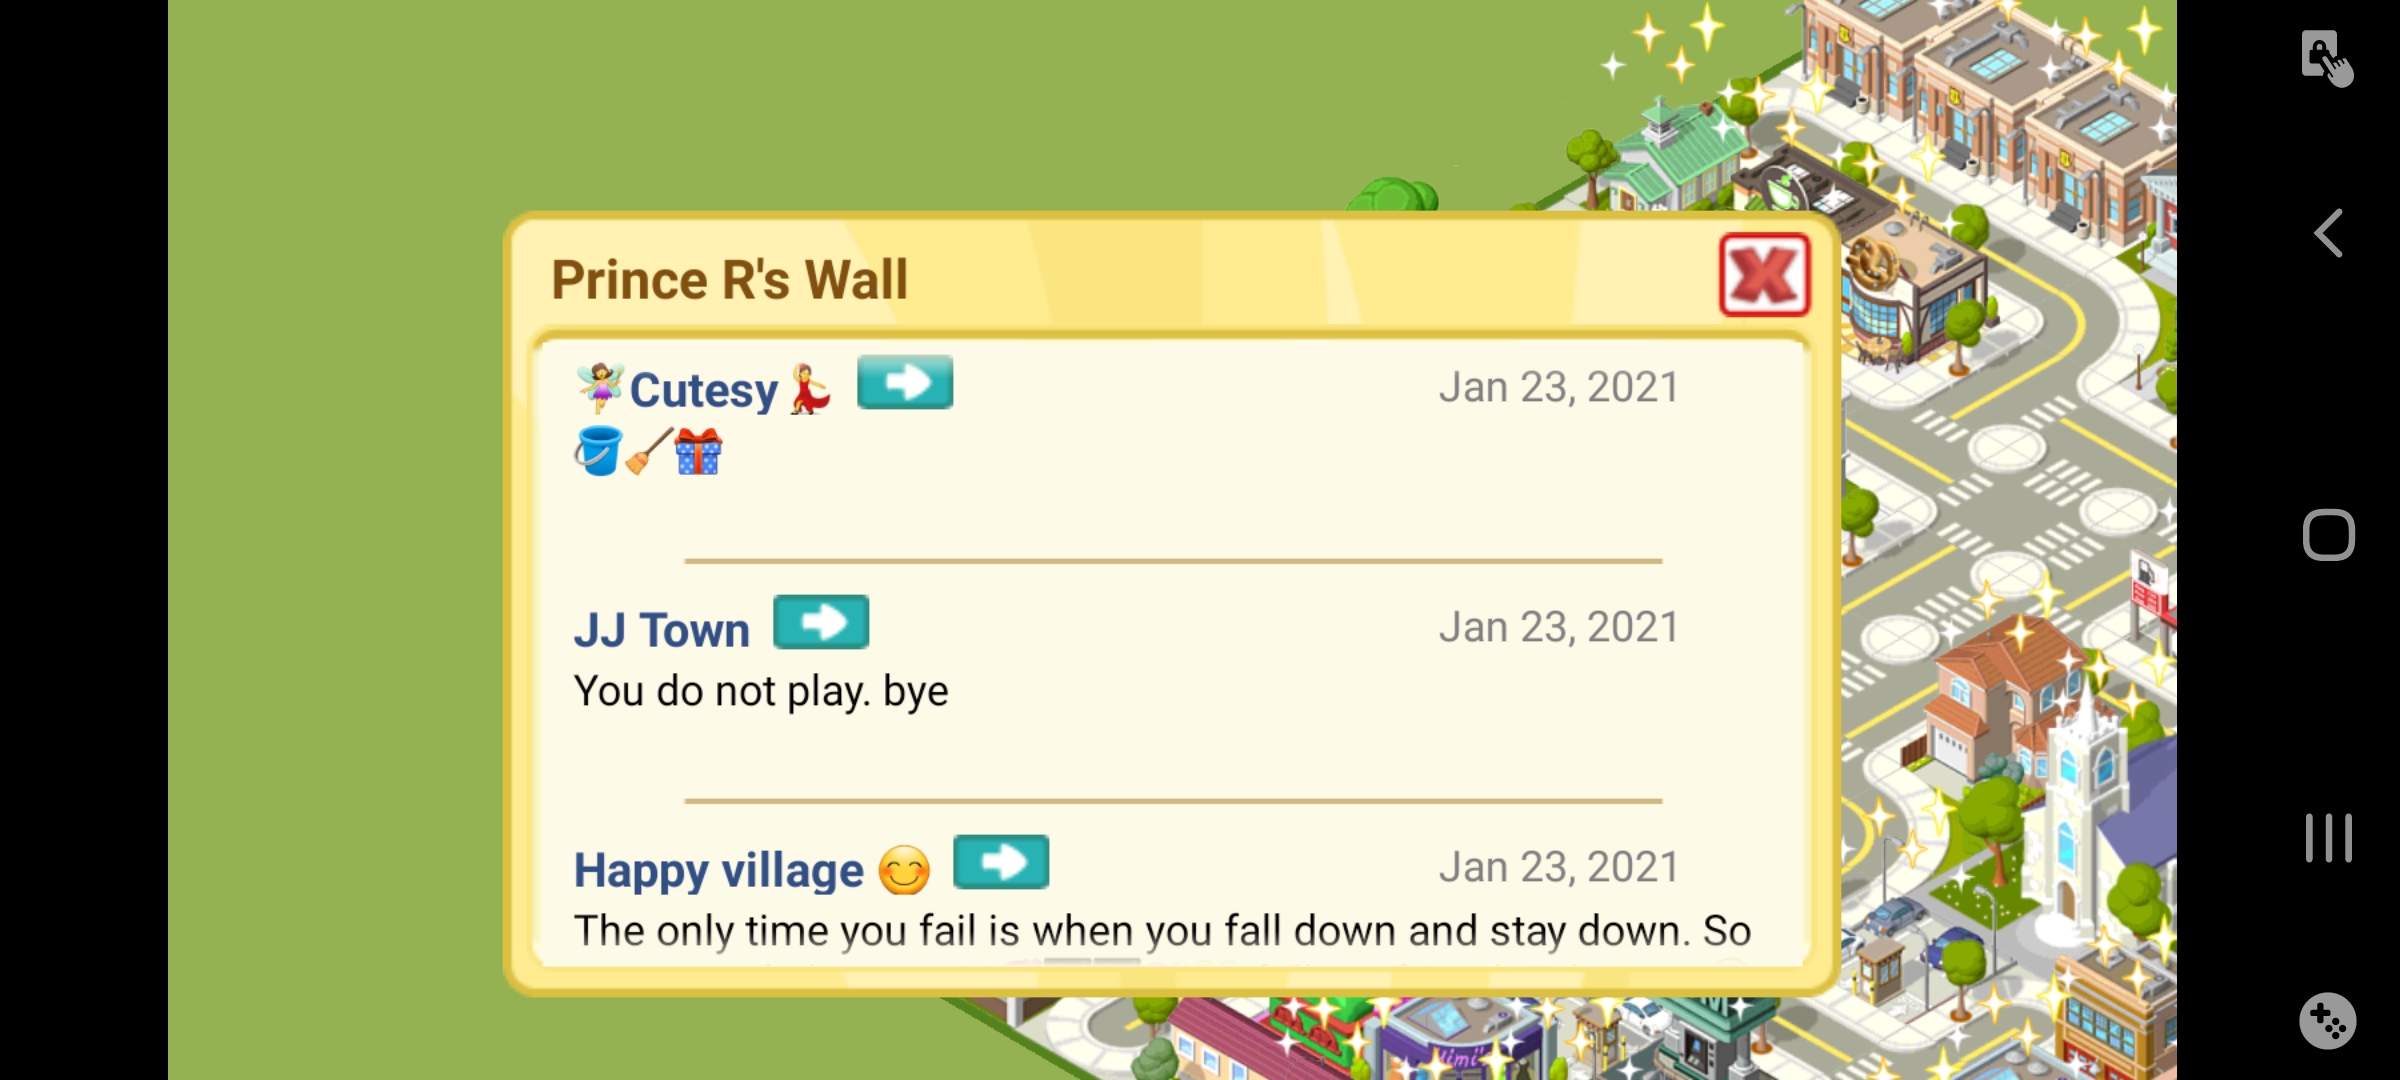 Prince R's Wall
🧚‍♀️Cutesy💃
Jan 23, 2021
🪣🧹🎁
JJ Town
Jan 23, 2021
You do not play. bye
Happy village 😊
Jan 23, 2021
The only time you fail is when you fall down and stay down. So